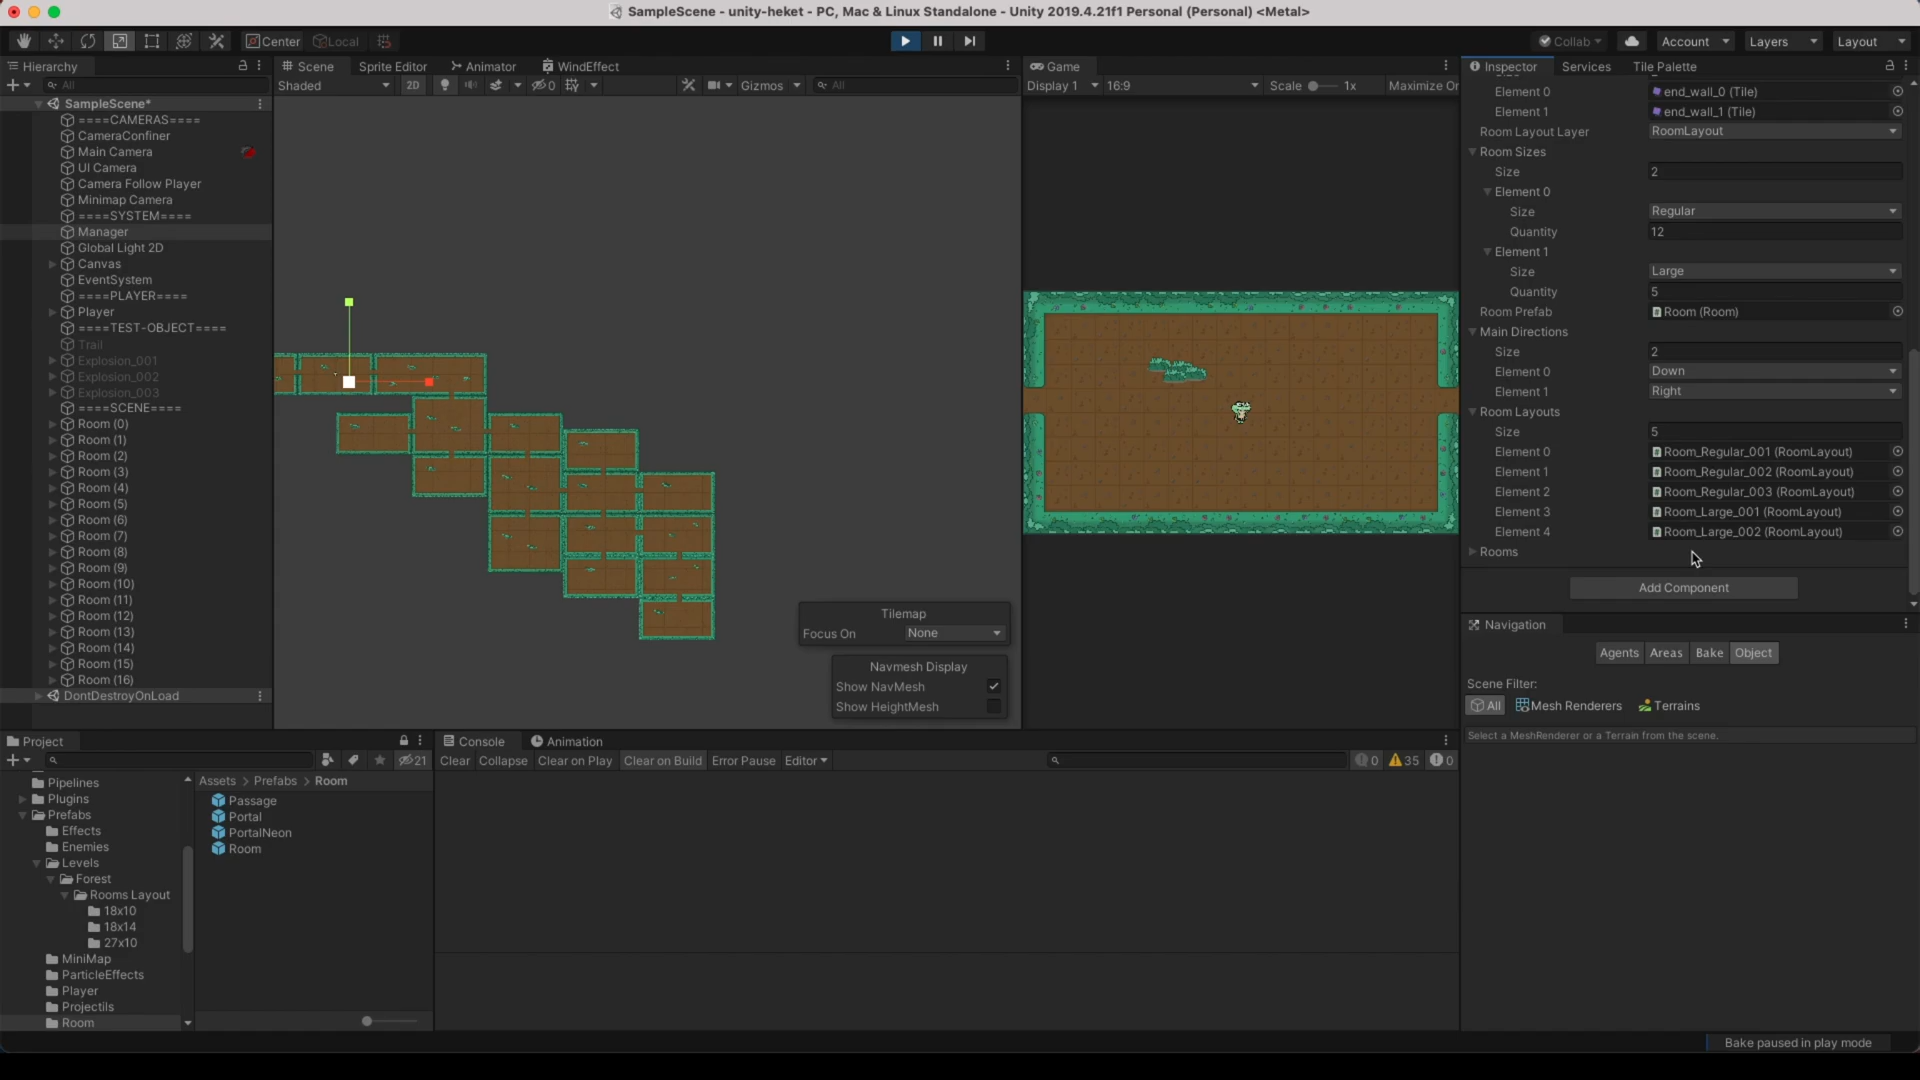 SampleScene - unity-heket - PC, Mac & Linux Standalone - Unity 2019.4.21f1 Personal (Personal) <Metal>
Center Local
Collab Account Layers Layout
Hierarchy
All
SampleScene*
====CAMERAS====
CameraConfiner
Main Camera
UI Camera
Camera Follow Player
Minimap Camera
====SYSTEM====
Manager
Global Light 2D
Canvas
EventSystem
====PLAYER====
Player
====TEST-OBJECT====
Trail
Explosion_001
Explosion_002
Explosion_003
====SCENE====
Room (0)
Room (1)
Room (2)
Room (3)
Room (4)
Room (5)
Room (6)
Room (7)
Room (8)
Room (9)
Room (10)
Room (11)
Room (12)
Room (13)
Room (14)
Room (15)
Room (16)
DontDestroyOnLoad
Scene Sprite Editor Animator WindEffect
Shaded 2D 0 Gizmos All
Tilemap
Focus On None
Navmesh Display
Show NavMesh
Show HeightMesh
Game
Display 1 16:9 Scale 1x Maximize Or
Inspector Services Tile Palette
Element 0 end_wall_0 (Tile)
Element 1 end_wall_1 (Tile)
Room Layout Layer RoomLayout
Room Sizes
Size 2
Element 0
Size Regular
Quantity 12
Element 1
Size Large
Quantity 5
Room Prefab Room (Room)
Main Directions
Size 2
Element 0 Down
Element 1 Right
Room Layouts
Size 5
Element 0 Room_Regular_001 (RoomLayout)
Element 1 Room_Regular_002 (RoomLayout)
Element 2 Room_Regular_003 (RoomLayout)
Element 3 Room_Large_001 (RoomLayout)
Element 4 Room_Large_002 (RoomLayout)
Rooms
Add Component
Navigation
Agents Areas Bake Object
Scene Filter:
All Mesh Renderers Terrains
Select a MeshRenderer or a Terrain from the scene.
Project
21
Pipelines
Plugins
Prefabs
Effects
Enemies
Levels
Forest
Rooms Layout
18x10
18x14
27x10
MiniMap
ParticleEffects
Player
Projectils
Room
Assets > Prefabs > Room
Passage
Portal
PortalNeon
Room
Console Animation
Clear Collapse Clear on Play Clear on Build Error Pause Editor 0 35 0
Bake paused in play mode